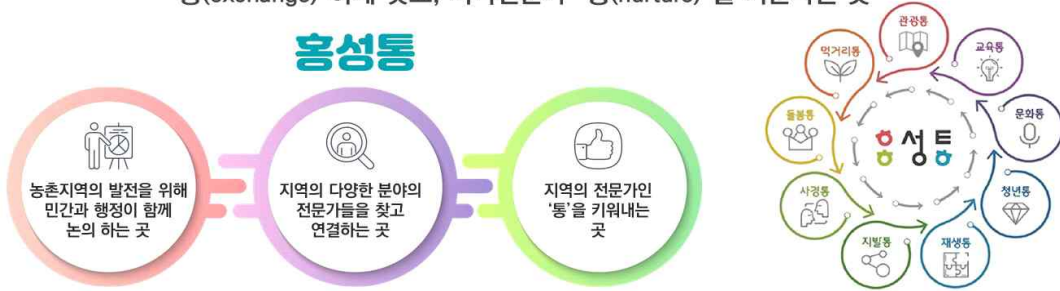 홍성통
농촌지역의 발전을 위해
민간과 행정이 함께
논의 하는 곳
지역의 다양한 분야의
전문가들을 찾고
연결하는 곳
지역의 전문가인
‘통’을 키워내는
곳
관광통
교육통
문화통
청년통
재생통
지발통
사경통
돌봄통
먹거리통
홍성통